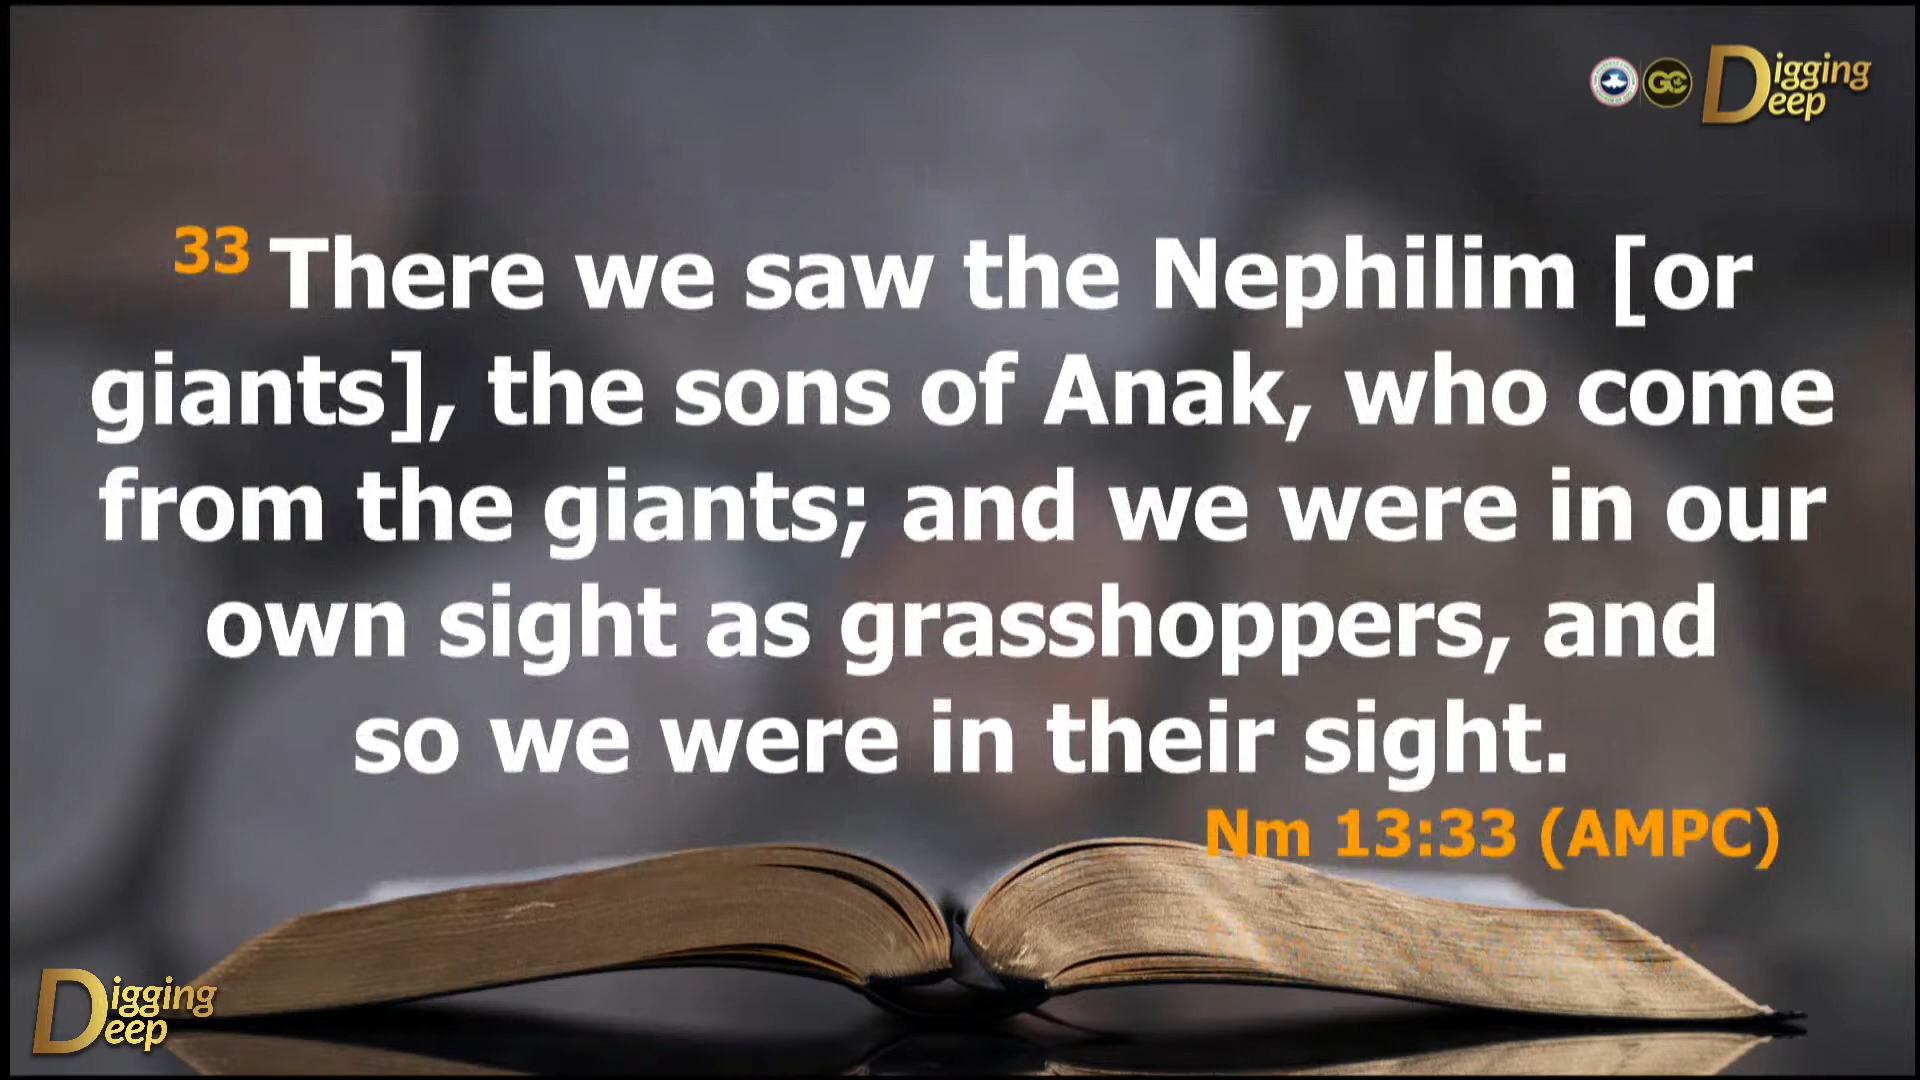 Digging
Deep
33 There we saw the Nephilim [or
giants], the sons of Anak, who come
from the giants; and we were in our
own sight as grasshoppers, and
so we were in their sight.
Nm 13:33 (AMPC)
Digging
Deep